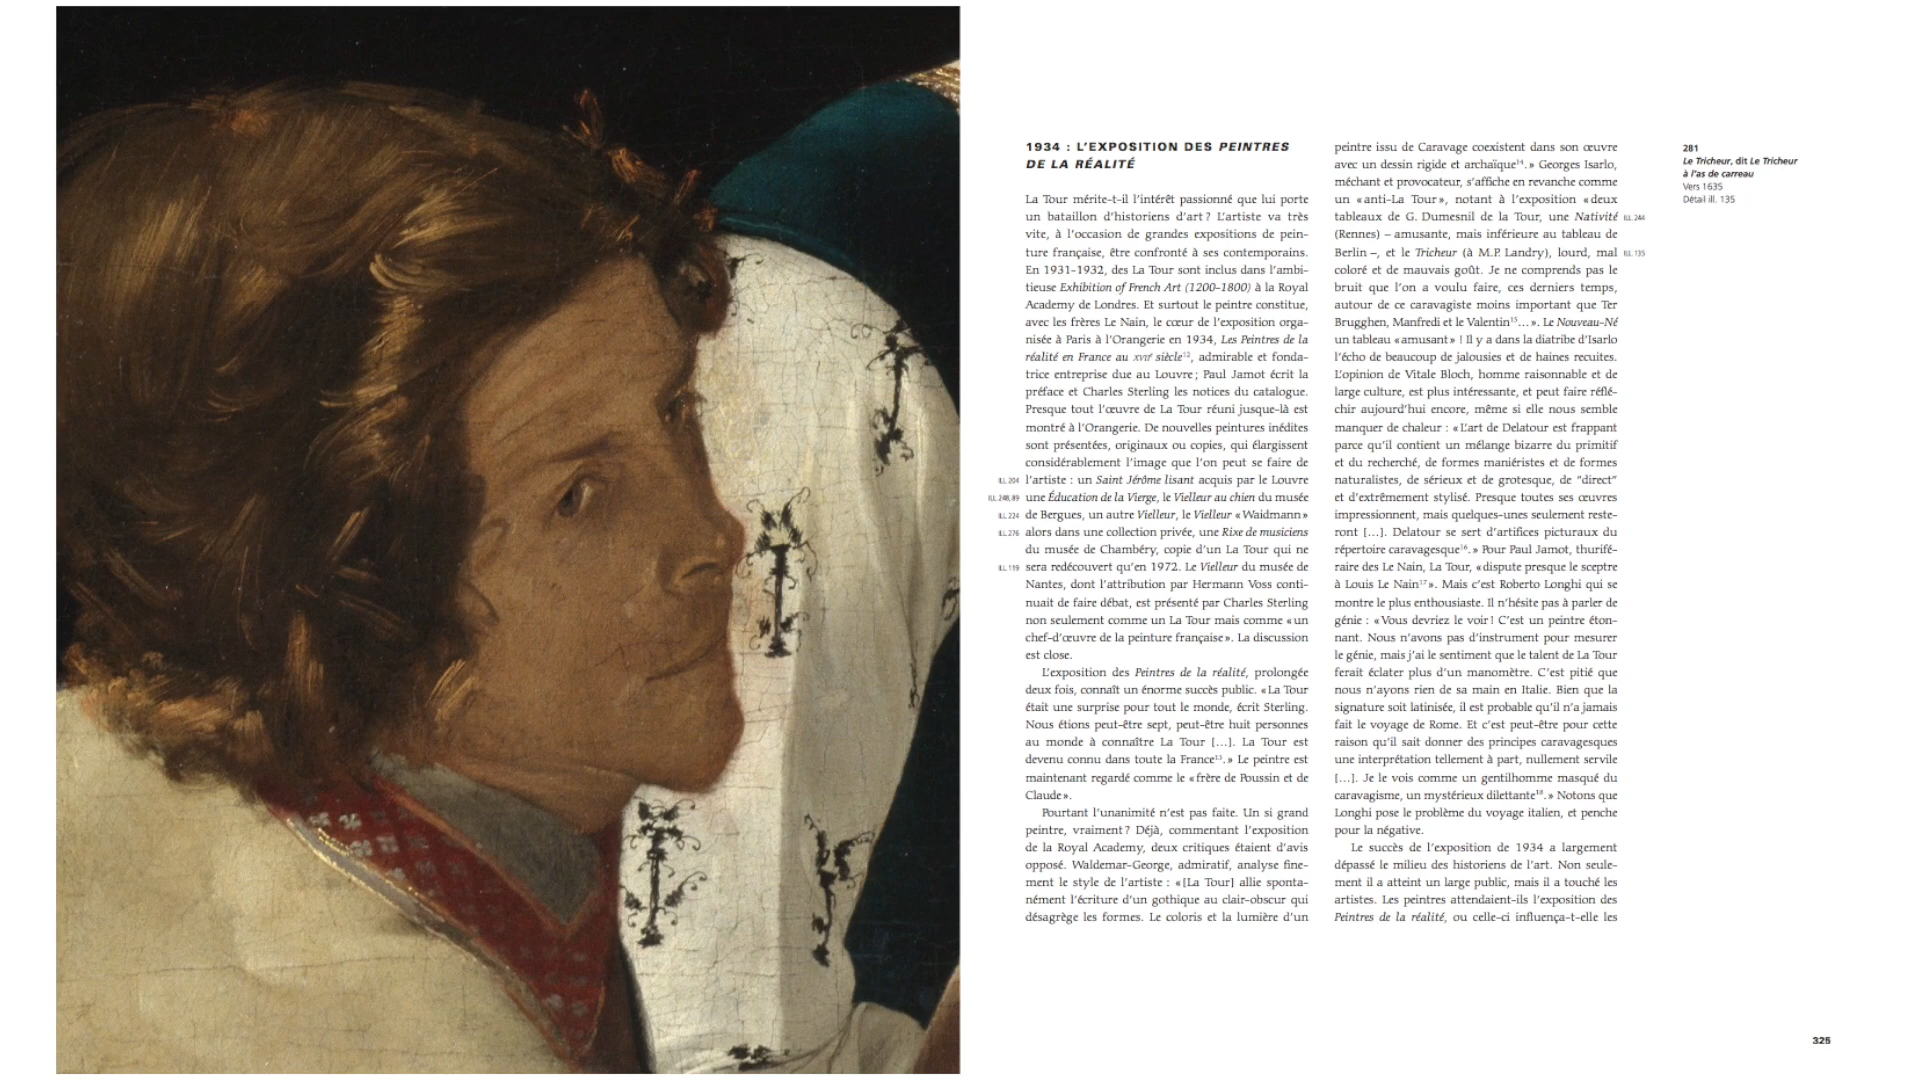 1934 : L'EXPOSITION DES PEINTRES
DE LA RÉALITÉ
La Tour mérite-t-il l'intérêt passionné que lui porte
un bataillon d'historiens d'art ? L'artiste va très
vite, à l'occasion de grandes expositions de pein-
ture française, être confronté à ses contemporains.
En 1931-1932, des La Tour sont inclus dans l'ambi-
tieuse Exhibition of French Art (1200-1800) à la Royal
Academy de Londres. Et surtout le peintre constitue,
avec les frères Le Nain, le cœur de l'exposition orga-
nisée à Paris à l'Orangerie en 1934, Les Peintres de la
réalité en France au XVIIe siècle12, admirable et fonda-
trice entreprise due au Louvre ; Paul Jamot écrit la
préface et Charles Sterling les notices du catalogue.
Presque tout l'œuvre de La Tour réuni jusque-là est
montré à l'Orangerie. De nouvelles peintures inédites
sont présentées, originaux ou copies, qui élargissent
considérablement l'image que l'on peut se faire de
ILL. 204 l'artiste : un Saint Jérôme lisant acquis par le Louvre
ILL. 248, 89 une Éducation de la Vierge, le Vielleur au chien du musée
ILL. 224 de Bergues, un autre Vielleur, le Vielleur « Waidmann »
ILL. 276 alors dans une collection privée, une Rixe de musiciens
du musée de Chambéry, copie d'un La Tour qui ne
ILL. 119 sera redécouvert qu'en 1972. Le Vielleur du musée de
Nantes, dont l'attribution par Hermann Voss conti-
nuait de faire débat, est présenté par Charles Sterling
non seulement comme un La Tour mais comme « un
chef-d'œuvre de la peinture française ». La discussion
est close.
L'exposition des Peintres de la réalité, prolongée
deux fois, connaît un énorme succès public. « La Tour
était une surprise pour tout le monde, écrit Sterling.
Nous étions peut-être sept, peut-être huit personnes
au monde à connaître La Tour [...]. La Tour est
devenu connu dans toute la France13. » Le peintre est
maintenant regardé comme le « frère de Poussin et de
Claude ».
Pourtant l'unanimité n'est pas faite. Un si grand
peintre, vraiment ? Déjà, commentant l'exposition
de la Royal Academy, deux critiques étaient d'avis
opposé. Waldemar-George, admiratif, analyse fine-
ment le style de l'artiste : « [La Tour] allie sponta-
nément l'écriture d'un gothique au clair-obscur qui
désagrège les formes. Le coloris et la lumière d'un
peintre issu de Caravage coexistent dans son œuvre
avec un dessin rigide et archaïque14. » Georges Isarlo,
méchant et provocateur, s'affiche en revanche comme
un « anti-La Tour », notant à l'exposition « deux
tableaux de G. Dumesnil de la Tour, une Nativité ILL. 244
(Rennes) – amusante, mais inférieure au tableau de
Berlin –, et le Tricheur (à M.P. Landry), lourd, mal ILL. 135
coloré et de mauvais goût. Je ne comprends pas le
bruit que l'on a voulu faire, ces derniers temps,
autour de ce caravagiste moins important que Ter
Brugghen, Manfredi et le Valentin15... ». Le Nouveau-Né
un tableau « amusant » ! Il y a dans la diatribe d'Isarlo
l'écho de beaucoup de jalousies et de haines recuites.
L'opinion de Vitale Bloch, homme raisonnable et de
large culture, est plus intéressante, et peut faire réflé-
chir aujourd'hui encore, même si elle nous semble
manquer de chaleur : « L'art de Delatour est frappant
parce qu'il contient un mélange bizarre du primitif
et du recherché, de formes maniéristes et de formes
naturalistes, de sérieux et de grotesque, de "direct"
et d'extrêmement stylisé. Presque toutes ses œuvres
impressionnent, mais quelques-unes seulement reste-
ront [...]. Delatour se sert d'artifices picturaux du
répertoire caravagesque16. » Pour Paul Jamot, thurifé-
raire des Le Nain, La Tour, « dispute presque le sceptre
à Louis Le Nain17 ». Mais c'est Roberto Longhi qui se
montre le plus enthousiaste. Il n'hésite pas à parler de
génie : « Vous devriez le voir ! C'est un peintre éton-
nant. Nous n'avons pas d'instrument pour mesurer
le génie, mais j'ai le sentiment que le talent de La Tour
ferait éclater plus d'un manomètre. C'est pitié que
nous n'ayons rien de sa main en Italie. Bien que la
signature soit latinisée, il est probable qu'il n'a jamais
fait le voyage de Rome. Et c'est peut-être pour cette
raison qu'il sait donner des principes caravagesques
une interprétation tellement à part, nullement servile
[...]. Je le vois comme un gentilhomme masqué du
caravagisme, un mystérieux dilettante18. » Notons que
Longhi pose le problème du voyage italien, et penche
pour la négative.
Le succès de l'exposition de 1934 a largement
dépassé le milieu des historiens de l'art. Non seule-
ment il a atteint un large public, mais il a touché les
artistes. Les peintres attendaient-ils l'exposition des
Peintres de la réalité, ou celle-ci influença-t-elle les
281
Le Tricheur, dit Le Tricheur
à l'as de carreau
Vers 1635
Détail ill. 135
325